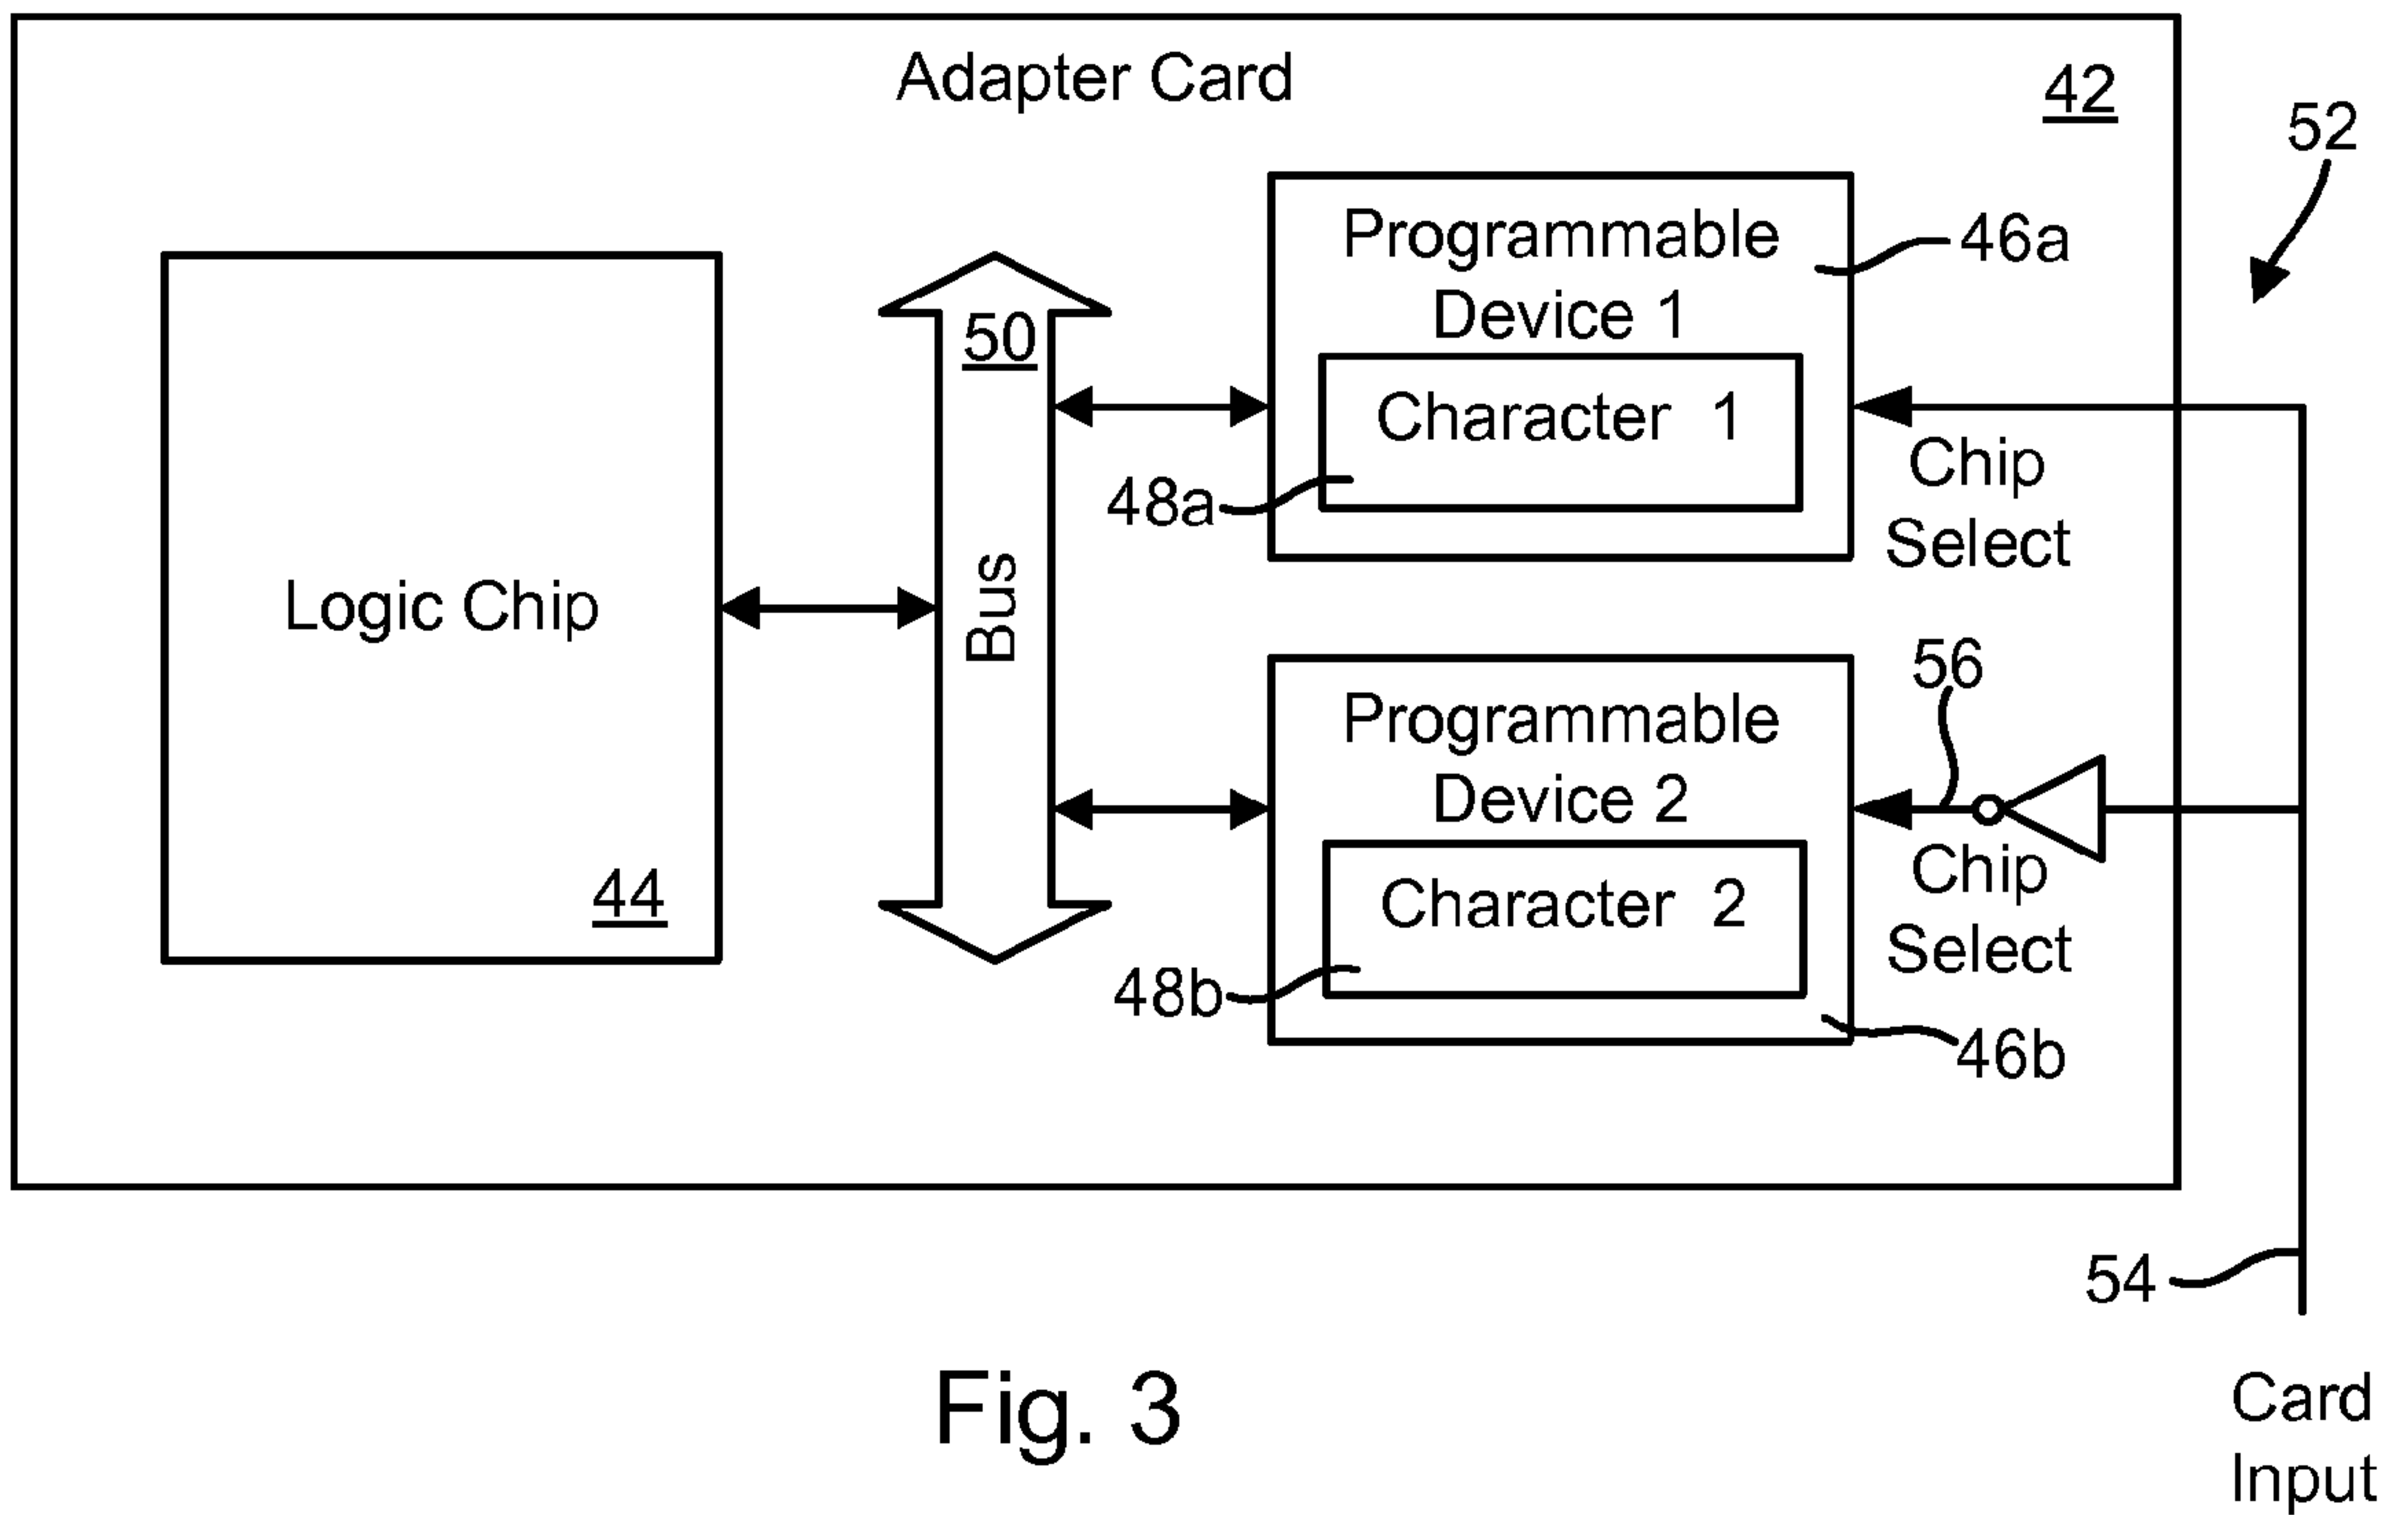 Adapter Card
42
52
Programmable
Device 1
46a
50
Character 1
48a
Chip
Select
Logic Chip
Bus
44
Programmable
Device 2
56
Character 2
Chip
Select
48b
46b
54
Card
Input
Fig. 3